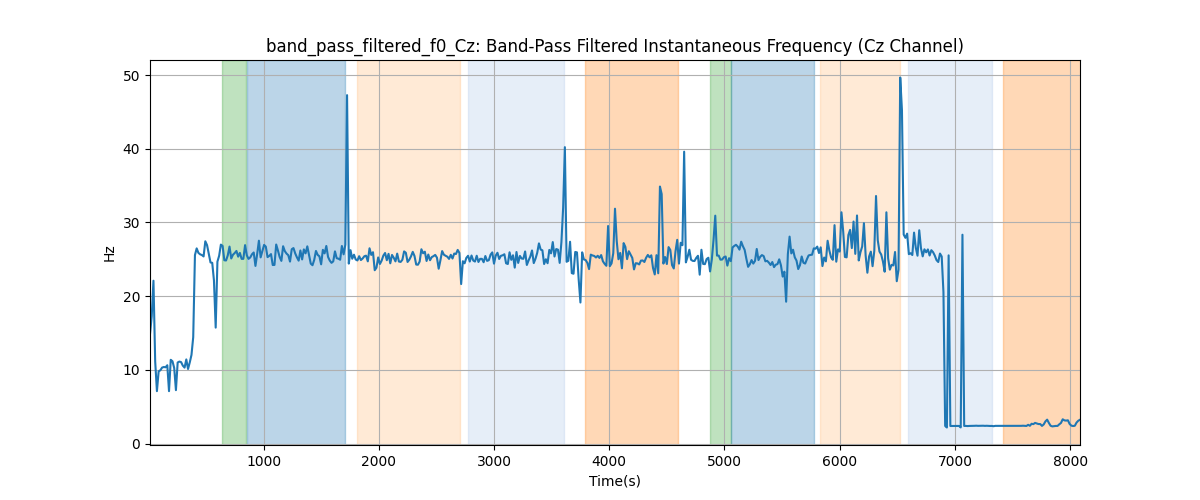 band_pass_filtered_f0_Cz: Band-Pass Filtered Instantaneous Frequency (Cz Channel)
50
40
30
20
10
0
Hz
1000 2000 3000 4000 5000 6000 7000 8000
Time(s)